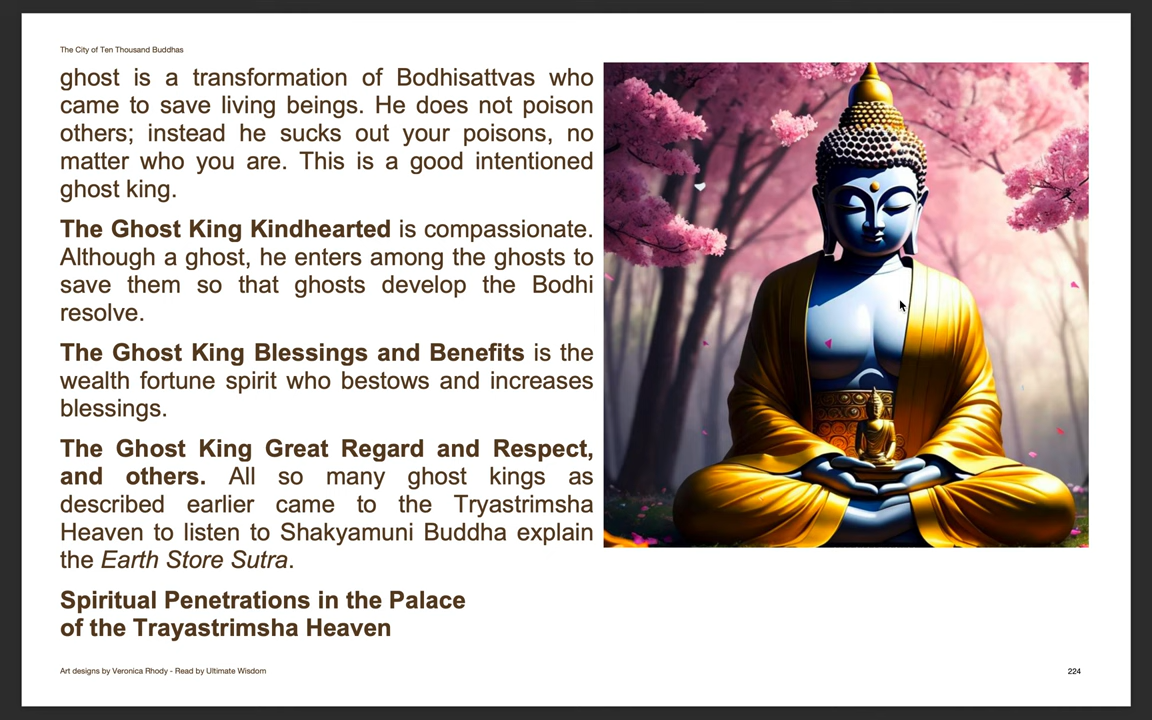 The City of Ten Thousand Buddhas
ghost is a transformation of Bodhisattvas who
came to save living beings. He does not poison
others; instead he sucks out your poisons, no
matter who you are. This is a good intentioned
ghost king.
The Ghost King Kindhearted is compassionate.
Although a ghost, he enters among the ghosts to
save them so that ghosts develop the Bodhi
resolve.
The Ghost King Blessings and Benefits is the
wealth fortune spirit who bestows and increases
blessings.
The Ghost King Great Regard and Respect,
and others. All so many ghost kings as
described earlier came to the Tryastrimsha
Heaven to listen to Shakyamuni Buddha explain
the Earth Store Sutra.
Spiritual Penetrations in the Palace
of the Trayastrimsha Heaven
Art designs by Veronica Rhody - Read by Ultimate Wisdom
224